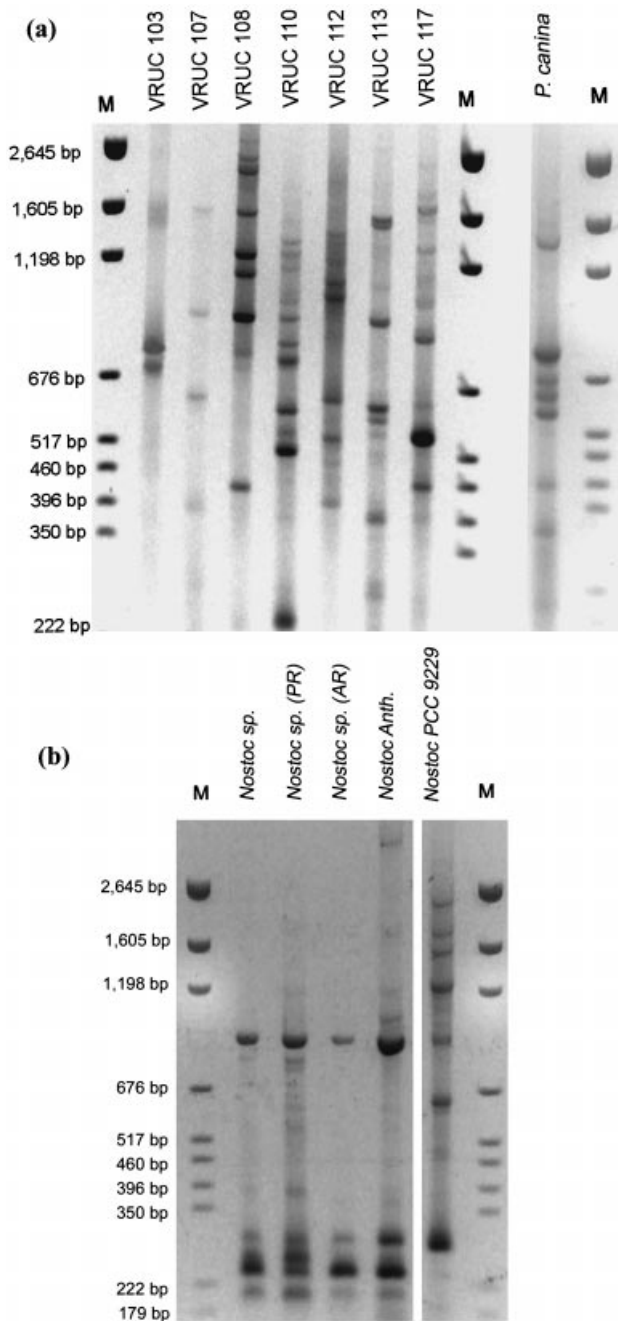 (a)
M
VRUC 103
VRUC 107
VRUC 108
VRUC 110
VRUC 112
VRUC 113
VRUC 117
M
P. canina
M
2,645 bp
1,605 bp
1,198 bp
676 bp
517 bp
460 bp
396 bp
350 bp
222 bp
(b)
M
Nostoc sp.
Nostoc sp. (PR)
Nostoc sp. (AR)
Nostoc Anth.
Nostoc PCC 9229
M
2,645 bp
1,605 bp
1,198 bp
676 bp
517 bp
460 bp
396 bp
350 bp
222 bp
179 bp